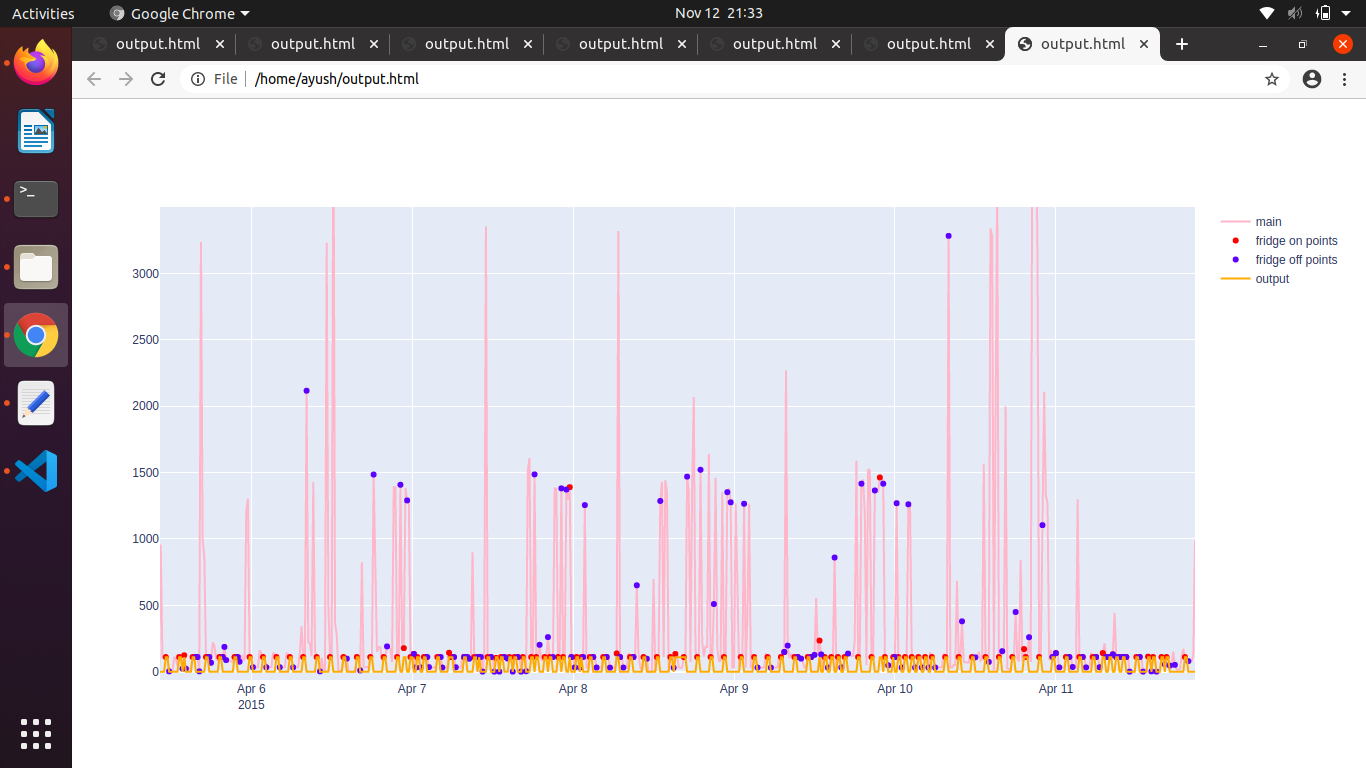 Activities Google Chrome Nov 12 21:33
output.html output.html output.html output.html output.html output.html output.html
File /home/ayush/output.html
main
fridge on points
fridge off points
output
3000
2500
2000
1500
1000
500
0
Apr 6 Apr 7 Apr 8 Apr 9 Apr 10 Apr 11
2015